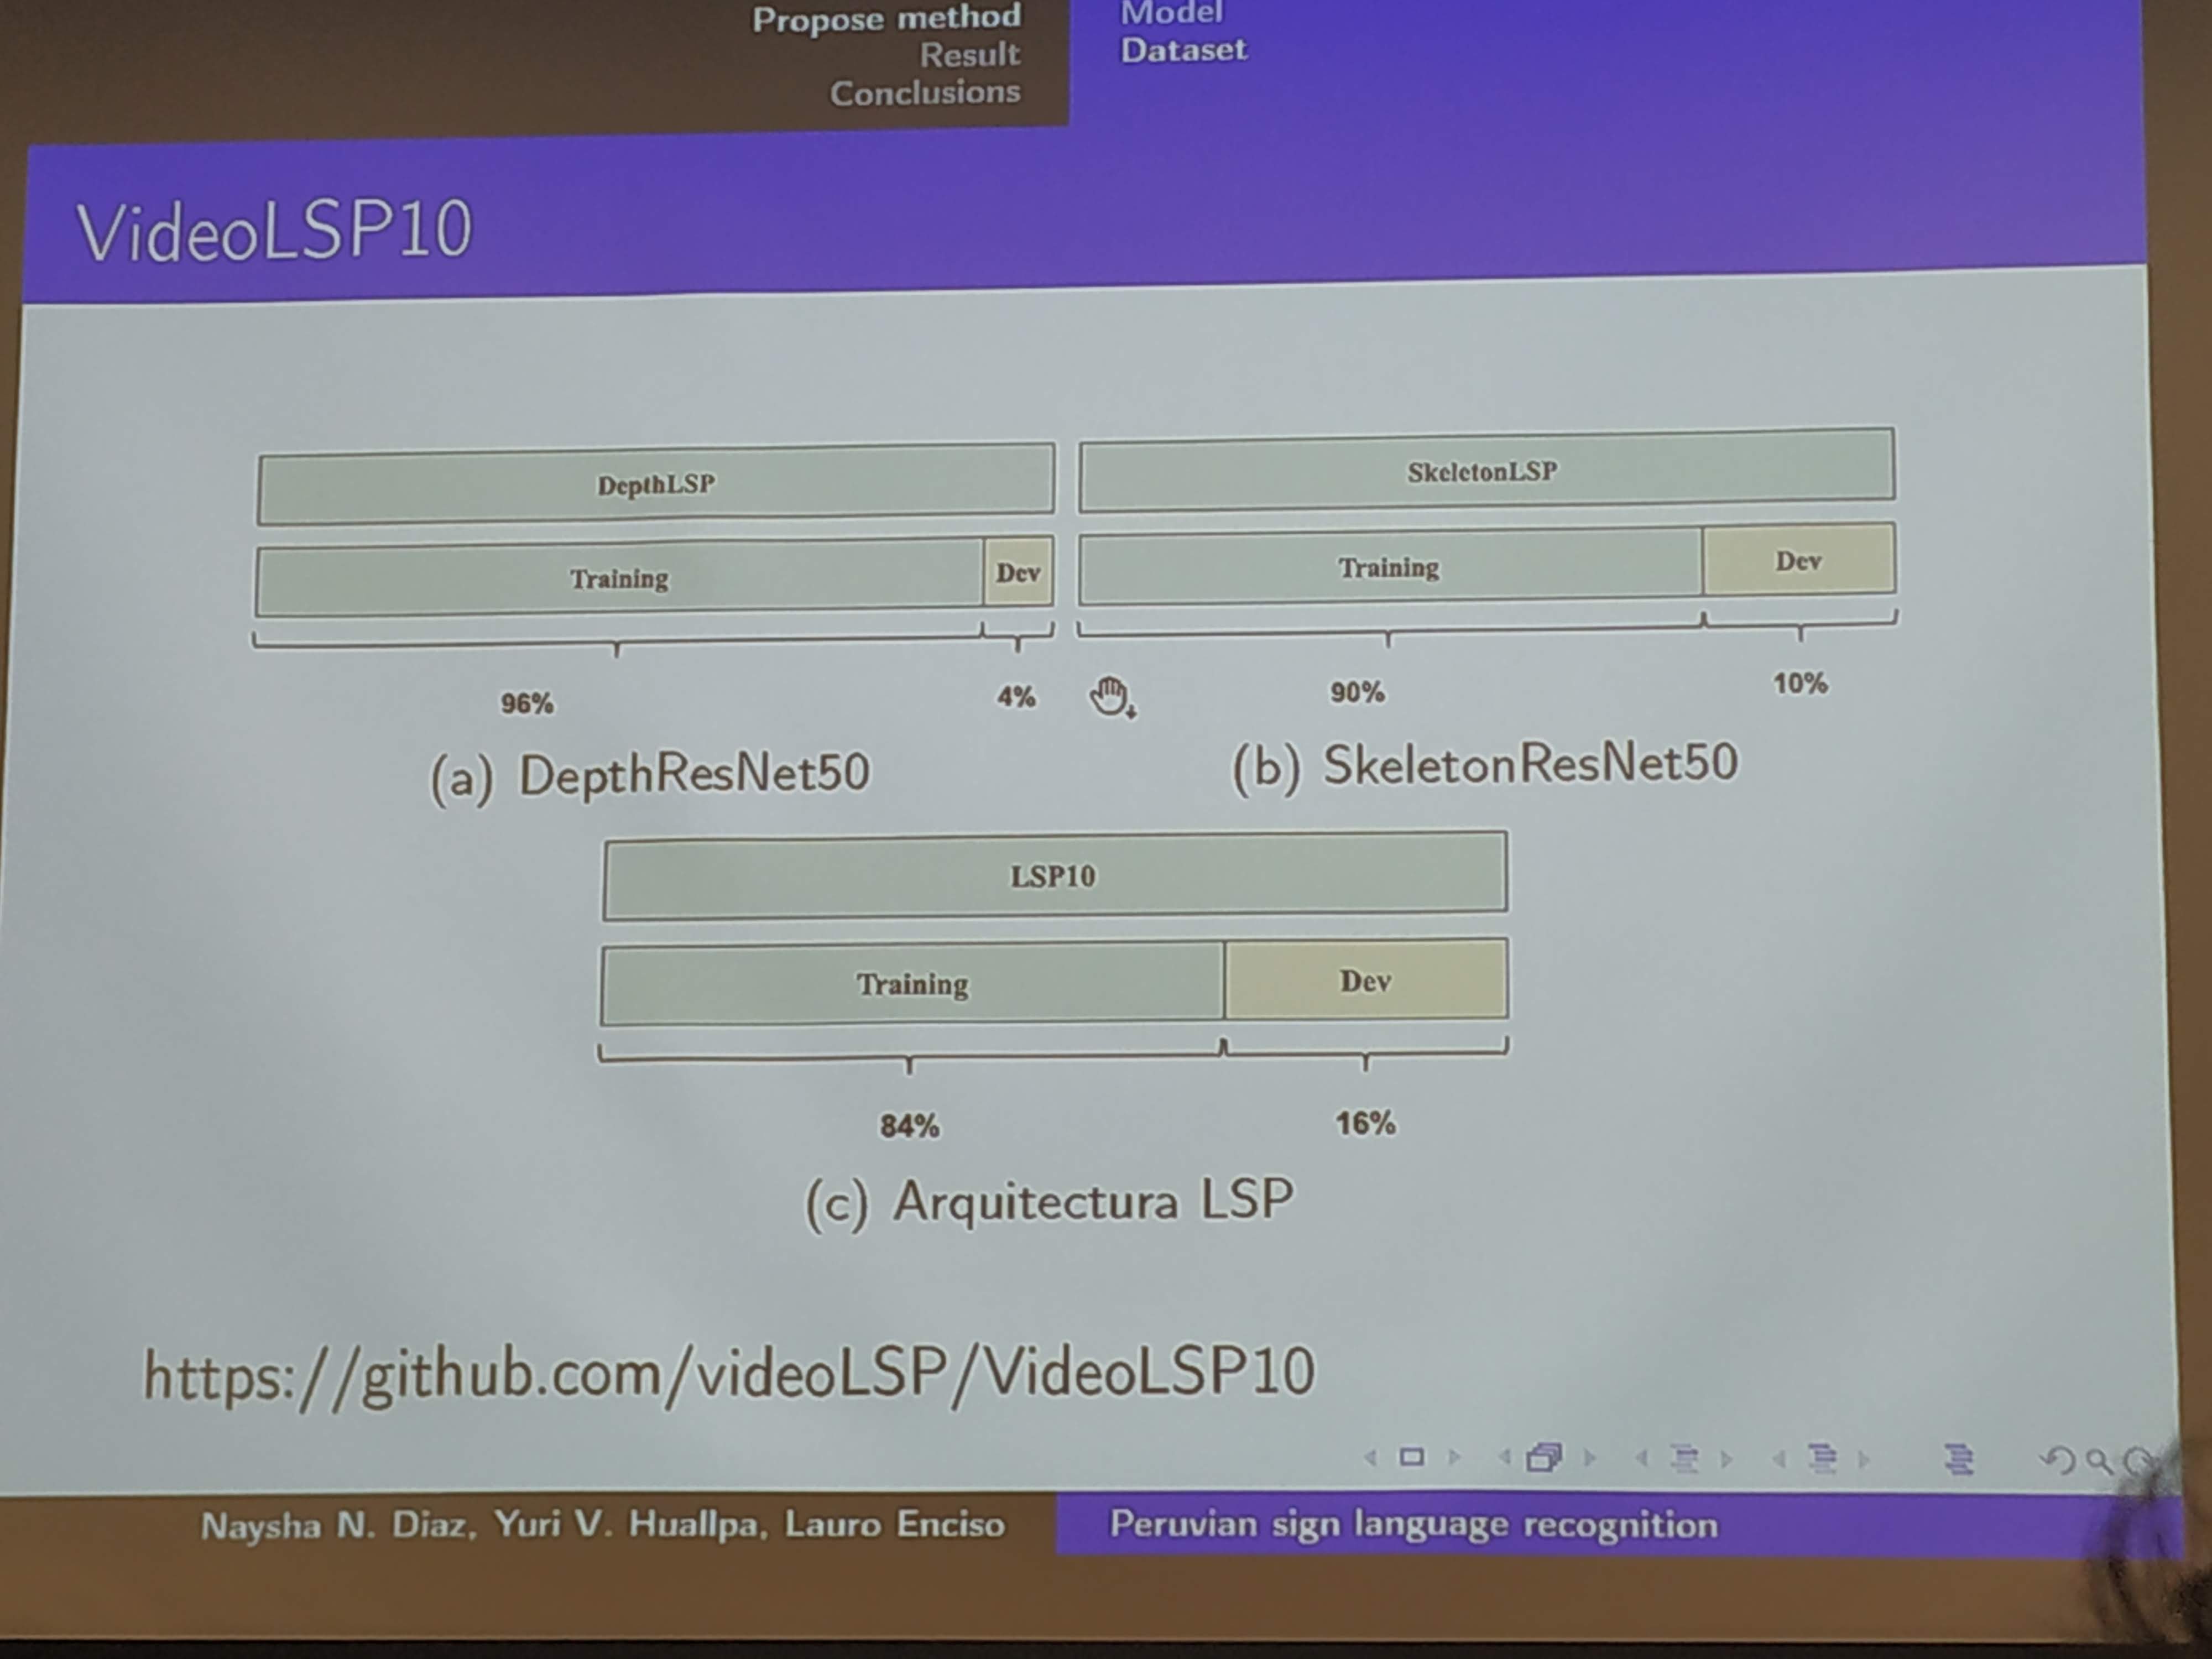 Propose method
Result
Conclusions
Model
Dataset
VideoLSP10
DepthLSP
Training
Dev
96%
4%
(a) DepthResNet50
SkeletonLSP
Training
Dev
90%
10%
(b) SkeletonResNet50
LSP10
Training
Dev
84%
16%
(c) Arquitectura LSP
https://github.com/videoLSP/VideoLSP10
Naysha N. Diaz, Yuri V. Huallpa, Lauro Enciso
Peruvian sign language recognition